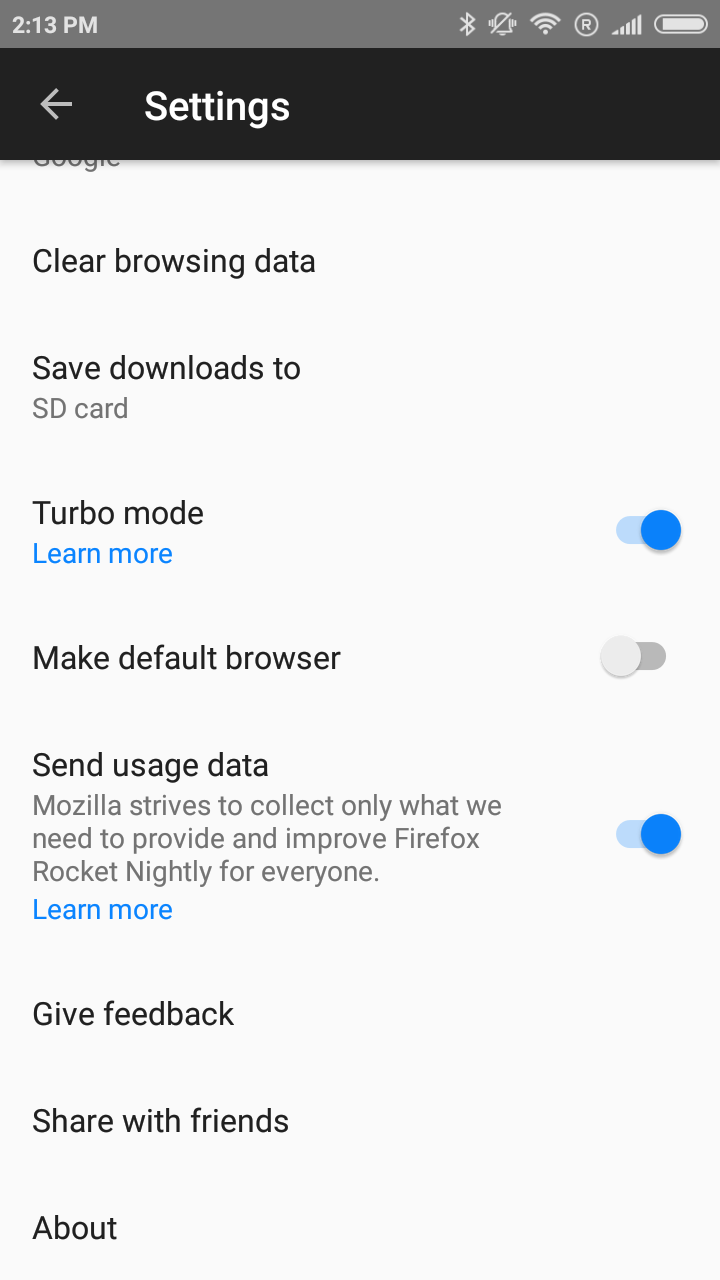 2:13 PM
Settings
Google
Clear browsing data
Save downloads to
SD card
Turbo mode
Learn more
Make default browser
Send usage data
Mozilla strives to collect only what we
need to provide and improve Firefox
Rocket Nightly for everyone.
Learn more
Give feedback
Share with friends
About